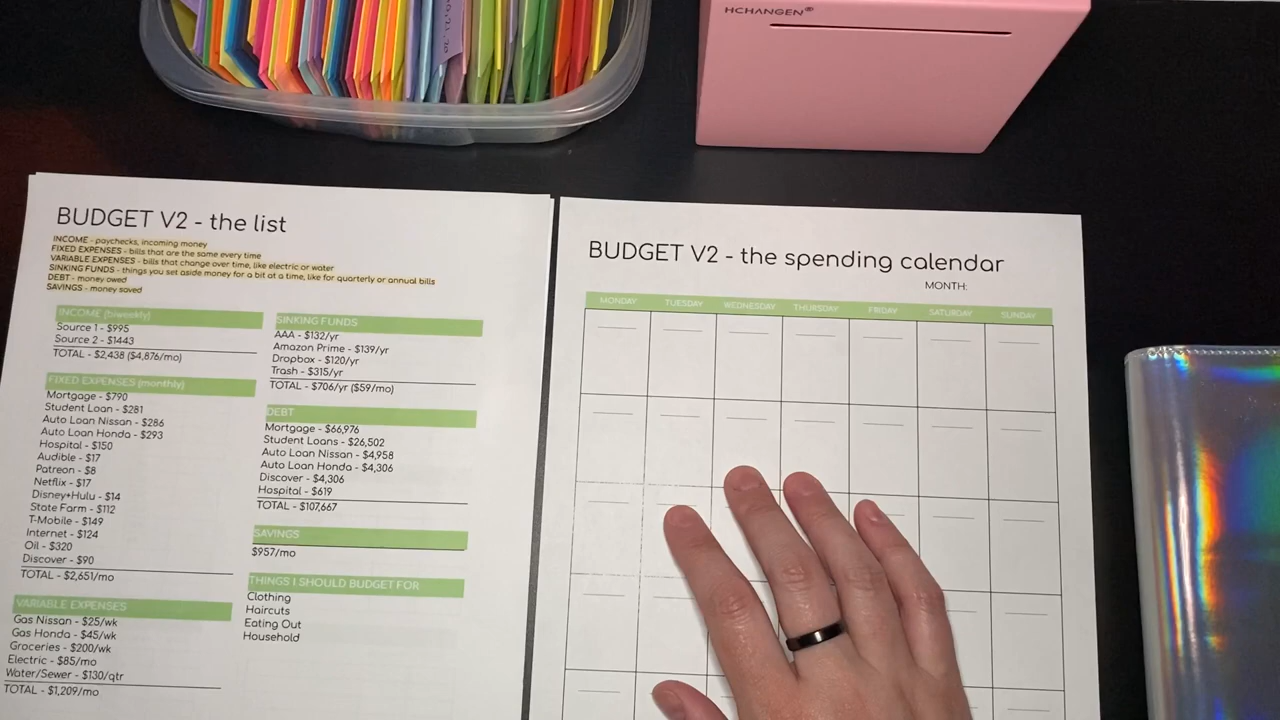 HCHANGEN®
BUDGET V2 - the list
INCOME - paychecks, incoming money
FIXED EXPENSES - bills that are the same every time
VARIABLE EXPENSES - bills that change over time, like electric or water
SINKING FUNDS - things you set aside money for a bit at a time, like for quarterly or annual bills
DEBT - money owed
SAVINGS - money saved
INCOME (biweekly)
Source 1 - $995
Source 2 - $1443
TOTAL - $2,438 ($4,876/mo)
FIXED EXPENSES (monthly)
Mortgage - $790
Student Loan - $281
Auto Loan Nissan - $286
Auto Loan Honda - $293
Hospital - $150
Audible - $17
Patreon - $8
Netflix - $17
Disney+Hulu - $14
State Farm - $112
T-Mobile - $149
Internet - $124
Oil - $320
Discover - $90
TOTAL - $2,651/mo
VARIABLE EXPENSES
Gas Nissan - $25/wk
Gas Honda - $45/wk
Groceries - $200/wk
Electric - $85/mo
Water/Sewer - $130/qtr
TOTAL - $1,209/mo
SINKING FUNDS
AAA - $132/yr
Amazon Prime - $139/yr
Dropbox - $120/yr
Trash - $315/yr
TOTAL - $706/yr ($59/mo)
DEBT
Mortgage - $66,976
Student Loans - $26,502
Auto Loan Nissan - $4,958
Auto Loan Honda - $4,306
Discover - $4,306
Hospital - $619
TOTAL - $107,667
SAVINGS
$957/mo
THINGS I SHOULD BUDGET FOR
Clothing
Haircuts
Eating Out
Household
BUDGET V2 - the spending calendar
MONTH:
MONDAY TUESDAY WEDNESDAY THURSDAY FRIDAY SATURDAY SUNDAY